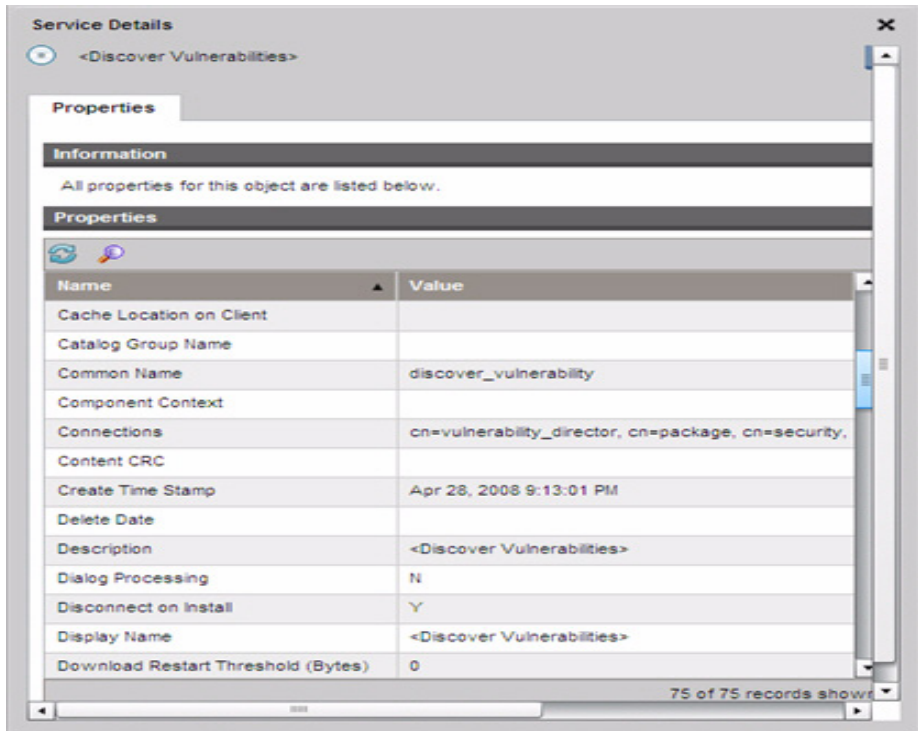 Service Details
<Discover Vulnerabilities>
Properties
Information
All properties for this object are listed below.
Properties
Name Value
Cache Location on Client
Catalog Group Name
Common Name discover_vulnerability
Component Context
Connections cn=vulnerability_director, cn=package, cn=security,
Content CRC
Create Time Stamp Apr 28, 2008 9:13:01 PM
Delete Date
Description <Discover Vulnerabilities>
Dialog Processing N
Disconnect on Install Y
Display Name <Discover Vulnerabilities>
Download Restart Threshold (Bytes) 0
75 of 75 records shown